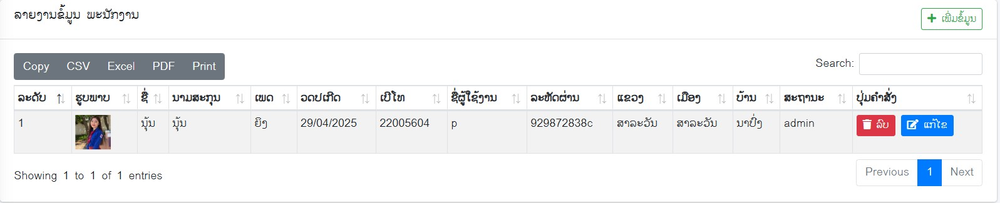 ລາຍງານຂໍ້ມູນ ພະນັກງານ
ເພີ່ມຂໍ້ມູນ
Copy CSV Excel PDF Print
Search:
ລະດັບ ຮູບພາບ ຊື່ ນາມສະກຸນ ເພດ ວດປເກີດ ເບີໂທ ຊື່ຜູ້ໃຊ້ງານ ລະຫັດຜ່ານ ແຂວງ ເມືອງ ບ້ານ ສະຖານະ ປຸ່ມຄຳສັ່ງ
1 ນຸ້ນ ນຸ້ນ ຍິງ 29/04/2025 22005604 p 929872838c ສາລະວັນ ສາລະວັນ ນາປົ່ງ admin ລຶບ ແກ້ໄຂ
Showing 1 to 1 of 1 entries
Previous 1 Next